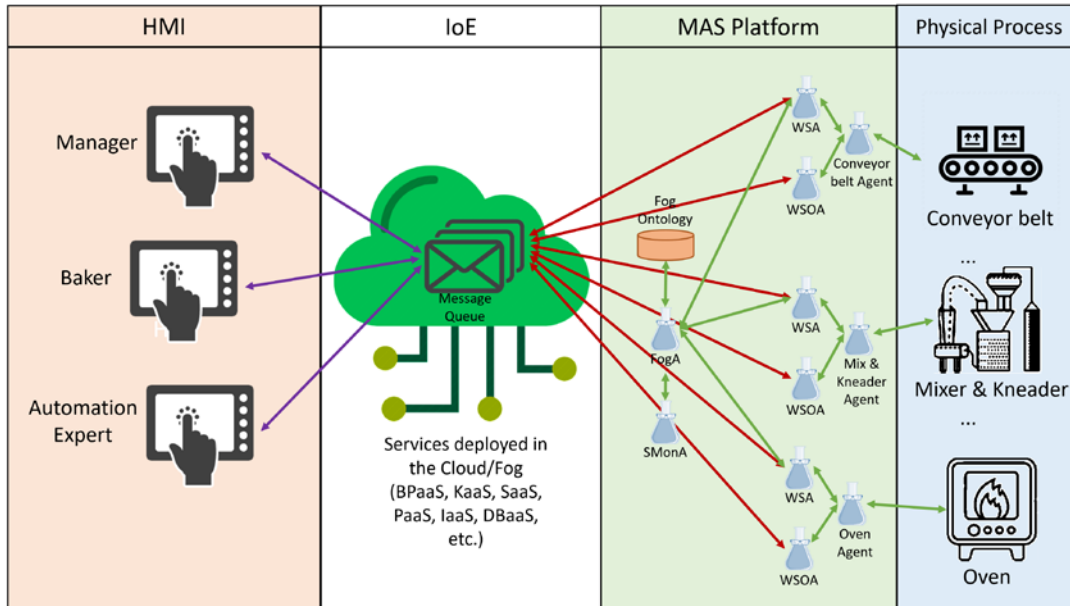 HMI
IoE
MAS Platform
Physical Process
Manager
Baker
Automation
Expert
Message
Queue
Services deployed in
the Cloud/Fog
(BPaaS, KaaS, SaaS,
PaaS, IaaS, DBaaS,
etc.)
Fog
Ontology
FogA
SMonA
WSA
WSOA
Conveyor
belt Agent
WSA
WSOA
Mix &
Kneader
Agent
WSA
WSOA
Oven
Agent
Conveyor belt
...
Mixer & Kneader
...
Oven